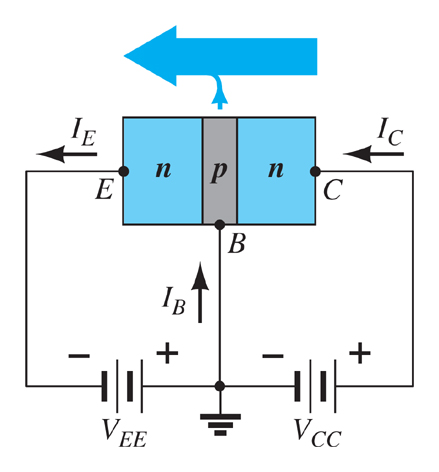 I_E I_C
n p n
E C
B
I_B
− + − +
V_EE V_CC